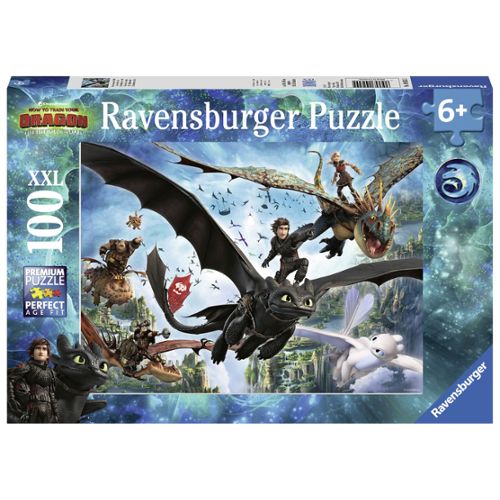 HOW TO TRAIN YOUR
DRAGON
Ravensburger Puzzle
6+
XXL
100
PREMIUM
PUZZLE
PERFECT
AGE FIT
Ravensburger